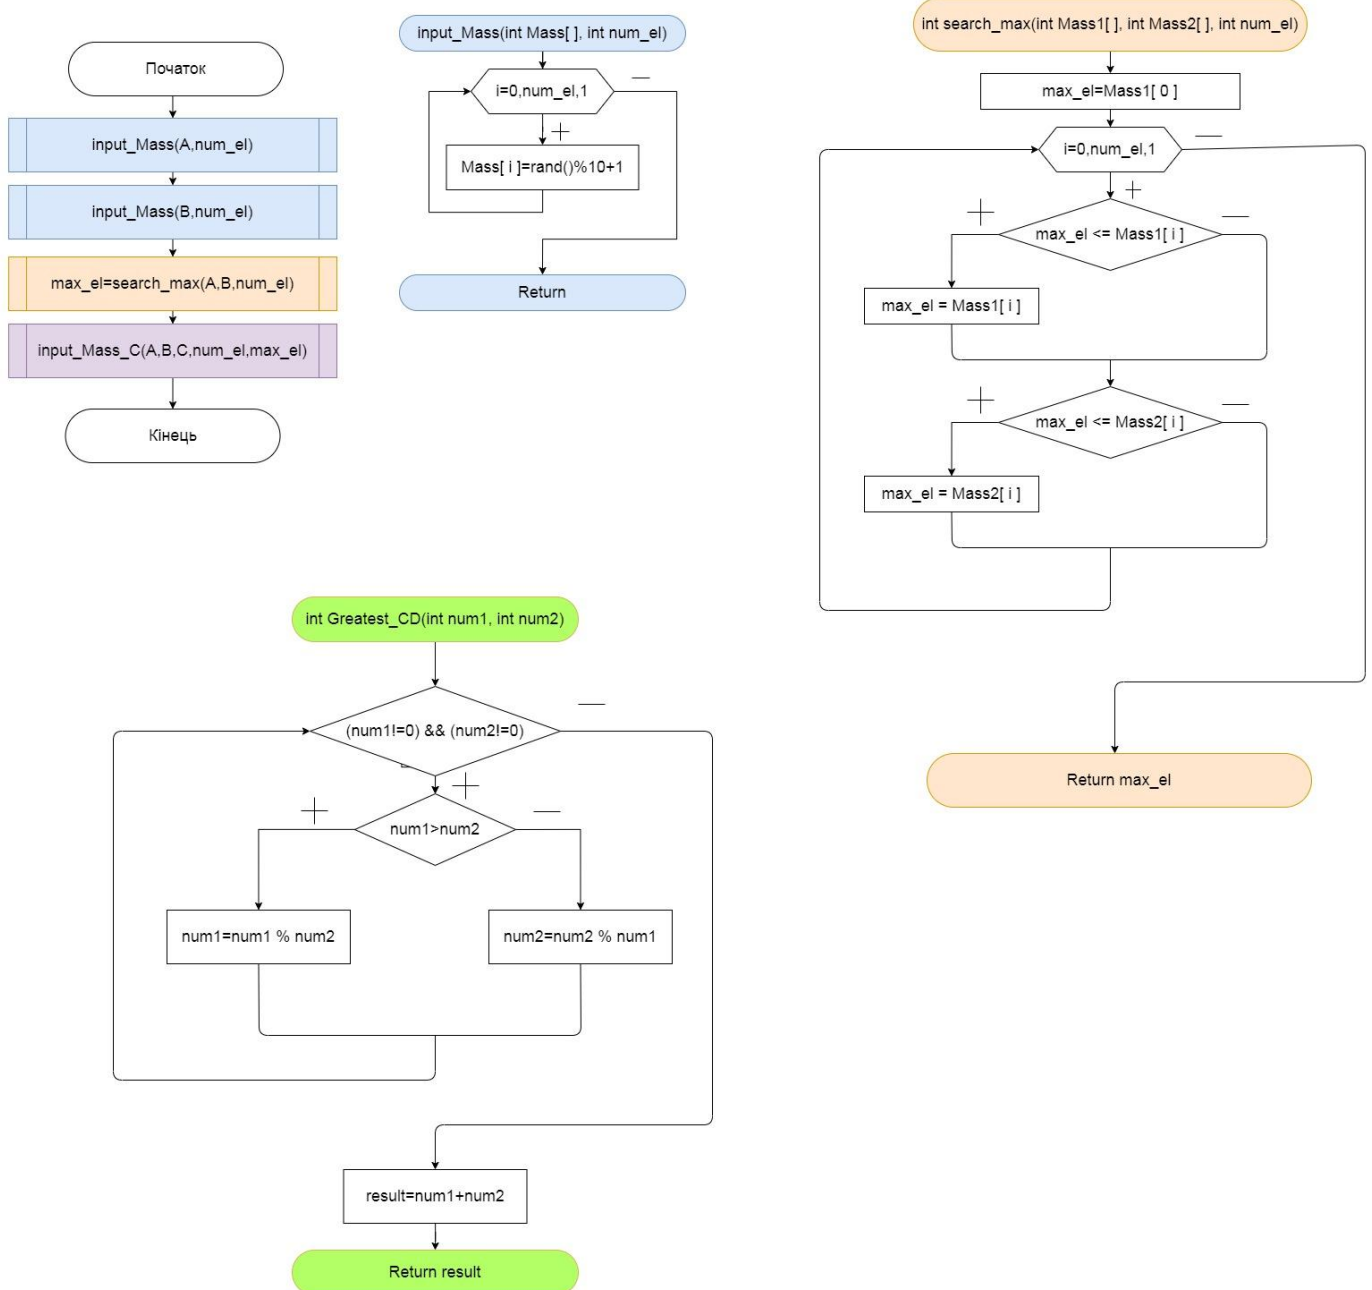 Початок
input_Mass(A,num_el)
input_Mass(B,num_el)
max_el=search_max(A,B,num_el)
input_Mass_C(A,B,C,num_el,max_el)
Кінець
input_Mass(int Mass[ ], int num_el)
i=0,num_el,1
—
+
Mass[ i ]=rand()%10+1
Return
int search_max(int Mass1[ ], int Mass2[ ], int num_el)
max_el=Mass1[ 0 ]
i=0,num_el,1
—
+
+
max_el <= Mass1[ i ]
—
max_el = Mass1[ i ]
+
max_el <= Mass2[ i ]
—
max_el = Mass2[ i ]
Return max_el
int Greatest_CD(int num1, int num2)
(num1!=0) && (num2!=0)
—
+
+
num1>num2
—
num1=num1 % num2
num2=num2 % num1
result=num1+num2
Return result